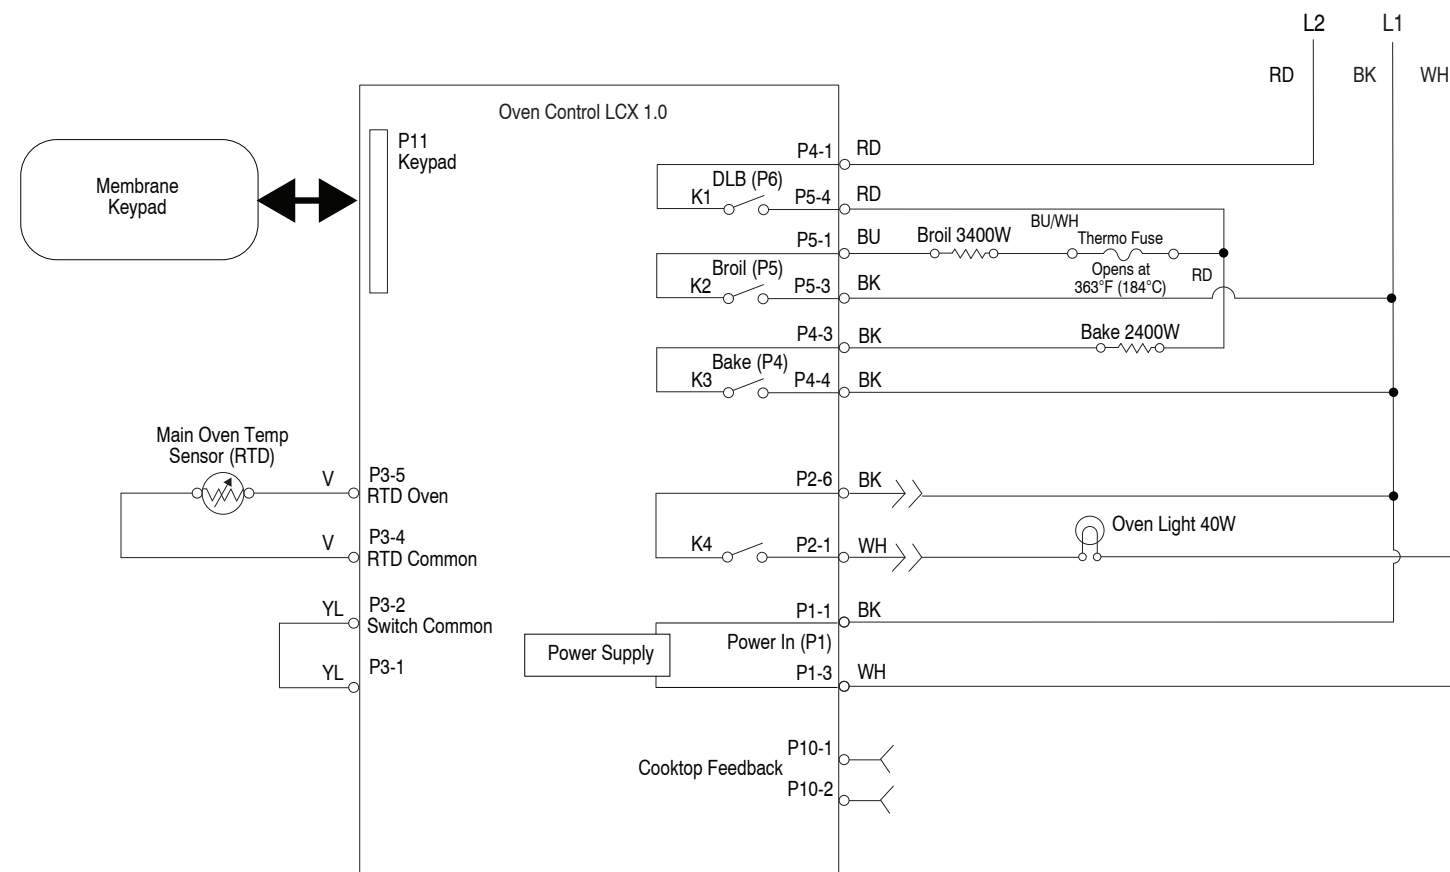 L2 L1
RD BK WH
Oven Control LCX 1.0
P11
Keypad
Membrane
Keypad
P4-1 RD
DLB (P6)
K1 P5-4 RD
P5-1 BU Broil 3400W BU/WH Thermo Fuse
Opens at
363°F (184°C)
RD
Broil (P5)
K2 P5-3 BK
P4-3 BK Bake 2400W
Bake (P4)
K3 P4-4 BK
Main Oven Temp
Sensor (RTD)
V P3-5
RTD Oven
P2-6 BK
Oven Light 40W
V P3-4
RTD Common
K4 P2-1 WH
YL P3-2
Switch Common
P1-1 BK
Power In (P1)
Power Supply
YL P3-1
P1-3 WH
P10-1
Cooktop Feedback
P10-2